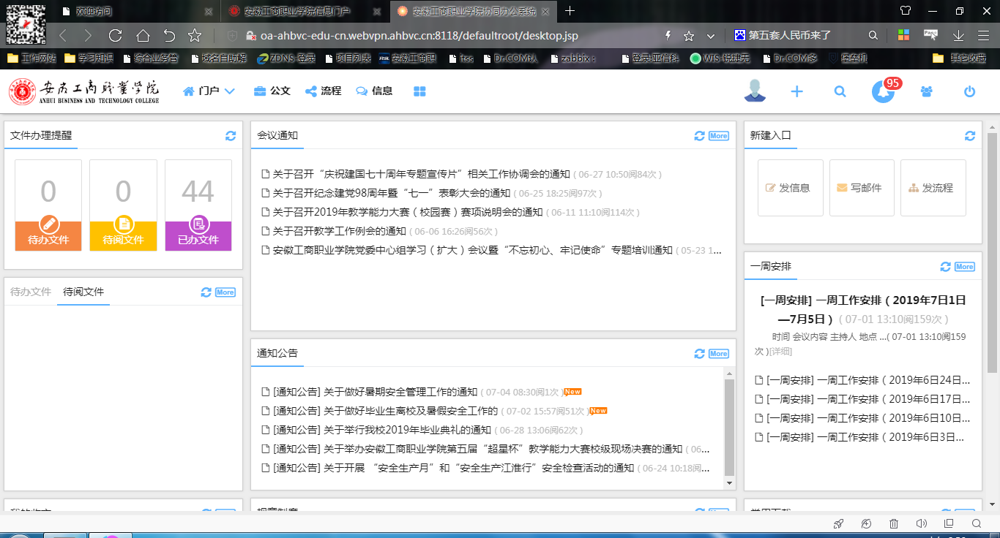 欢迎访问
安徽工商职业学院信息门户
安徽工商职业学院协同办公系统
oa-ahbvc-edu-cn.webvpn.ahbvc.cn:8118/defaultroot/desktop.jsp
第五套人民币来了
工作网站 学习知识 综合业务管 域名自助解 ZDNS-登录 项目列表 安徽工商职 itss Dr.COM认 zabbix: 登录-亚信科 WIS-锐捷无 Dr.COM多 堡垒机 其它收藏
安徽工商职业学院
ANHUI BUSINESS AND TECHNOLOGY COLLEGE
门户 公文 流程 信息
95
文件办理提醒
0 0 44
待办文件 待阅文件 已办文件
待办文件 待阅文件 More
会议通知 More
关于召开“庆祝建国七十周年专题宣传片”相关工作协调会的通知 ( 06-27 10:50阅84次 )
关于召开纪念建党98周年暨“七一”表彰大会的通知 ( 06-25 18:25阅97次 )
关于召开2019年教学能力大赛（校园赛）赛项说明会的通知 ( 06-11 11:10阅114次 )
关于召开教学工作例会的通知 ( 06-06 16:26阅56次 )
安徽工商职业学院党委中心组学习（扩大）会议暨“不忘初心、牢记使命”专题培训通知 ( 05-23 1...
通知公告 More
[通知公告] 关于做好暑期安全管理工作的通知 ( 07-04 08:30阅1次 ) New
[通知公告] 关于做好毕业生离校及暑假安全工作的 ( 07-02 15:57阅51次 ) New
[通知公告] 关于举行我校2019年毕业典礼的通知 ( 06-28 13:06阅62次 )
[通知公告] 关于举办安徽工商职业学院第五届“超星杯”教学能力大赛校级现场决赛的通知 ( 06...
[通知公告] 关于开展 “安全生产月”和“安全生产江淮行”安全检查活动的通知 ( 06-24 10:18阅...
新建入口
发信息 写邮件 发流程
一周安排 More
[一周安排] 一周工作安排（2019年7日1日
—7月5日） ( 07-01 13:10阅159次 )
时间 会议内容 主持人 地点 ...( 07-01 13:10阅159
次 )[详细]
[一周安排] 一周工作安排（2019年6日24日...
[一周安排] 一周工作安排（2019年6日17日...
[一周安排] 一周工作安排（2019年6日10日...
[一周安排] 一周工作安排（2019年6日3日...